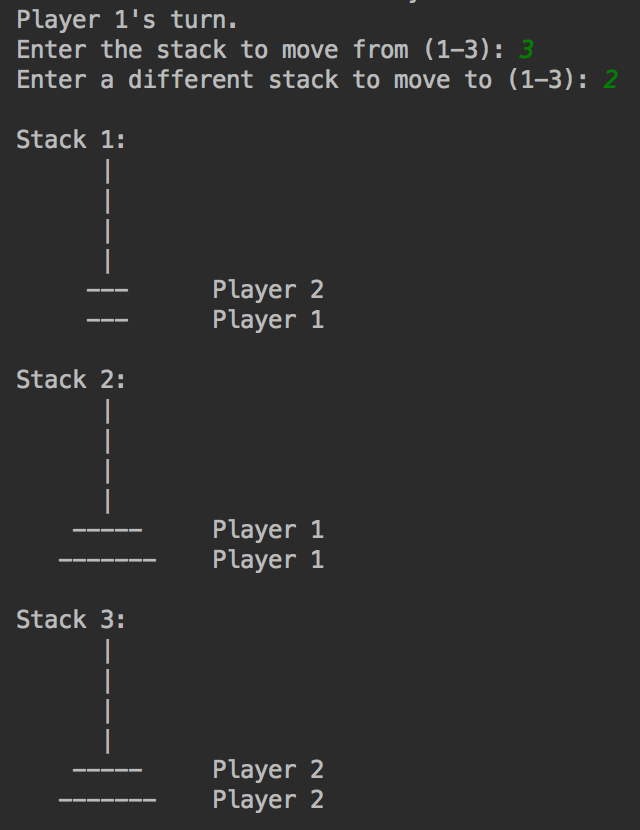 Player 1's turn.
Enter the stack to move from (1-3): 3
Enter a different stack to move to (1-3): 2
Stack 1:
|
|
|
|
--- Player 2
--- Player 1
Stack 2:
|
|
|
|
----- Player 1
------- Player 1
Stack 3:
|
|
|
|
----- Player 2
------- Player 2